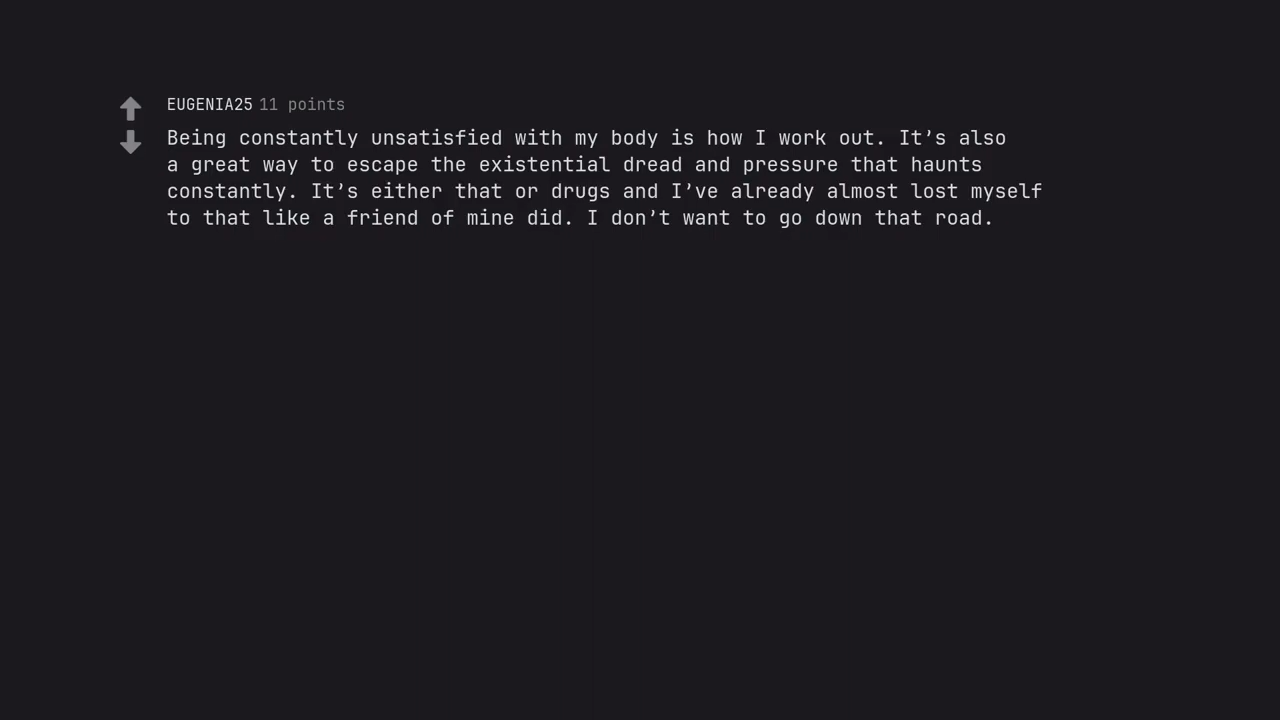 EUGENIA25 11 points
Being constantly unsatisfied with my body is how I work out. It’s also
a great way to escape the existential dread and pressure that haunts
constantly. It’s either that or drugs and I’ve already almost lost myself
to that like a friend of mine did. I don’t want to go down that road.